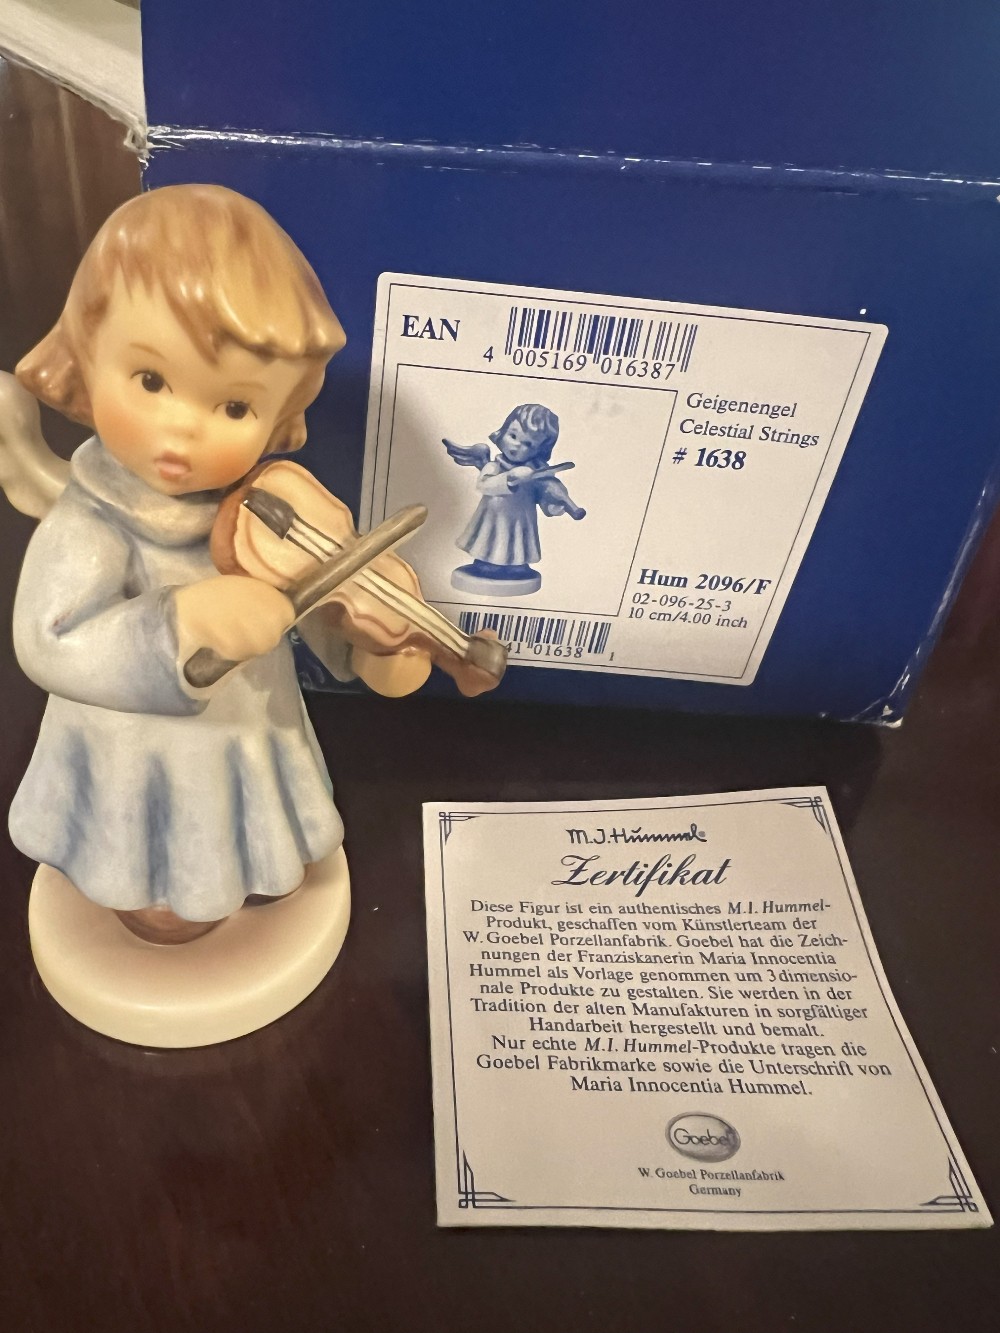 EAN
4 005169 016387
Geigenengel
Celestial Strings
# 1638
Hum 2096/F
02-096-25-3
10 cm/4.00 inch
41 01638 1
M.J.Hummel
Zertifikat
Diese Figur ist ein authentisches M.I. Hummel-
Produkt, geschaffen vom Künstlerteam der
W. Goebel Porzellanfabrik. Goebel hat die Zeich-
nungen der Franziskanerin Maria Innocentia
Hummel als Vorlage genommen um 3dimensio-
nale Produkte zu gestalten. Sie werden in der
Tradition der alten Manufakturen in sorgfältiger
Handarbeit hergestellt und bemalt.
Nur echte M.I. Hummel-Produkte tragen die
Goebel Fabrikmarke sowie die Unterschrift von
Maria Innocentia Hummel.
Goebel
W. Goebel Porzellanfabrik
Germany